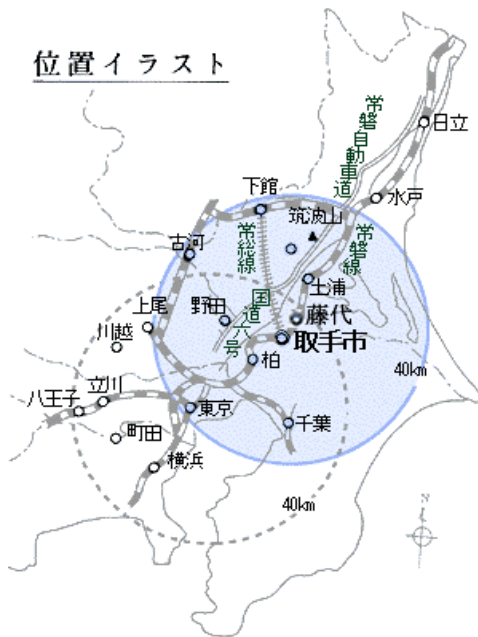 位置イラスト
常磐自動車道
日立
下館
水戸
筑波山
古河
常総線
常磐線
土浦
国道六号
上尾
野田
藤代
川越
取手市
柏
40km
立川
八王子
東京
千葉
町田
横浜
40km
N